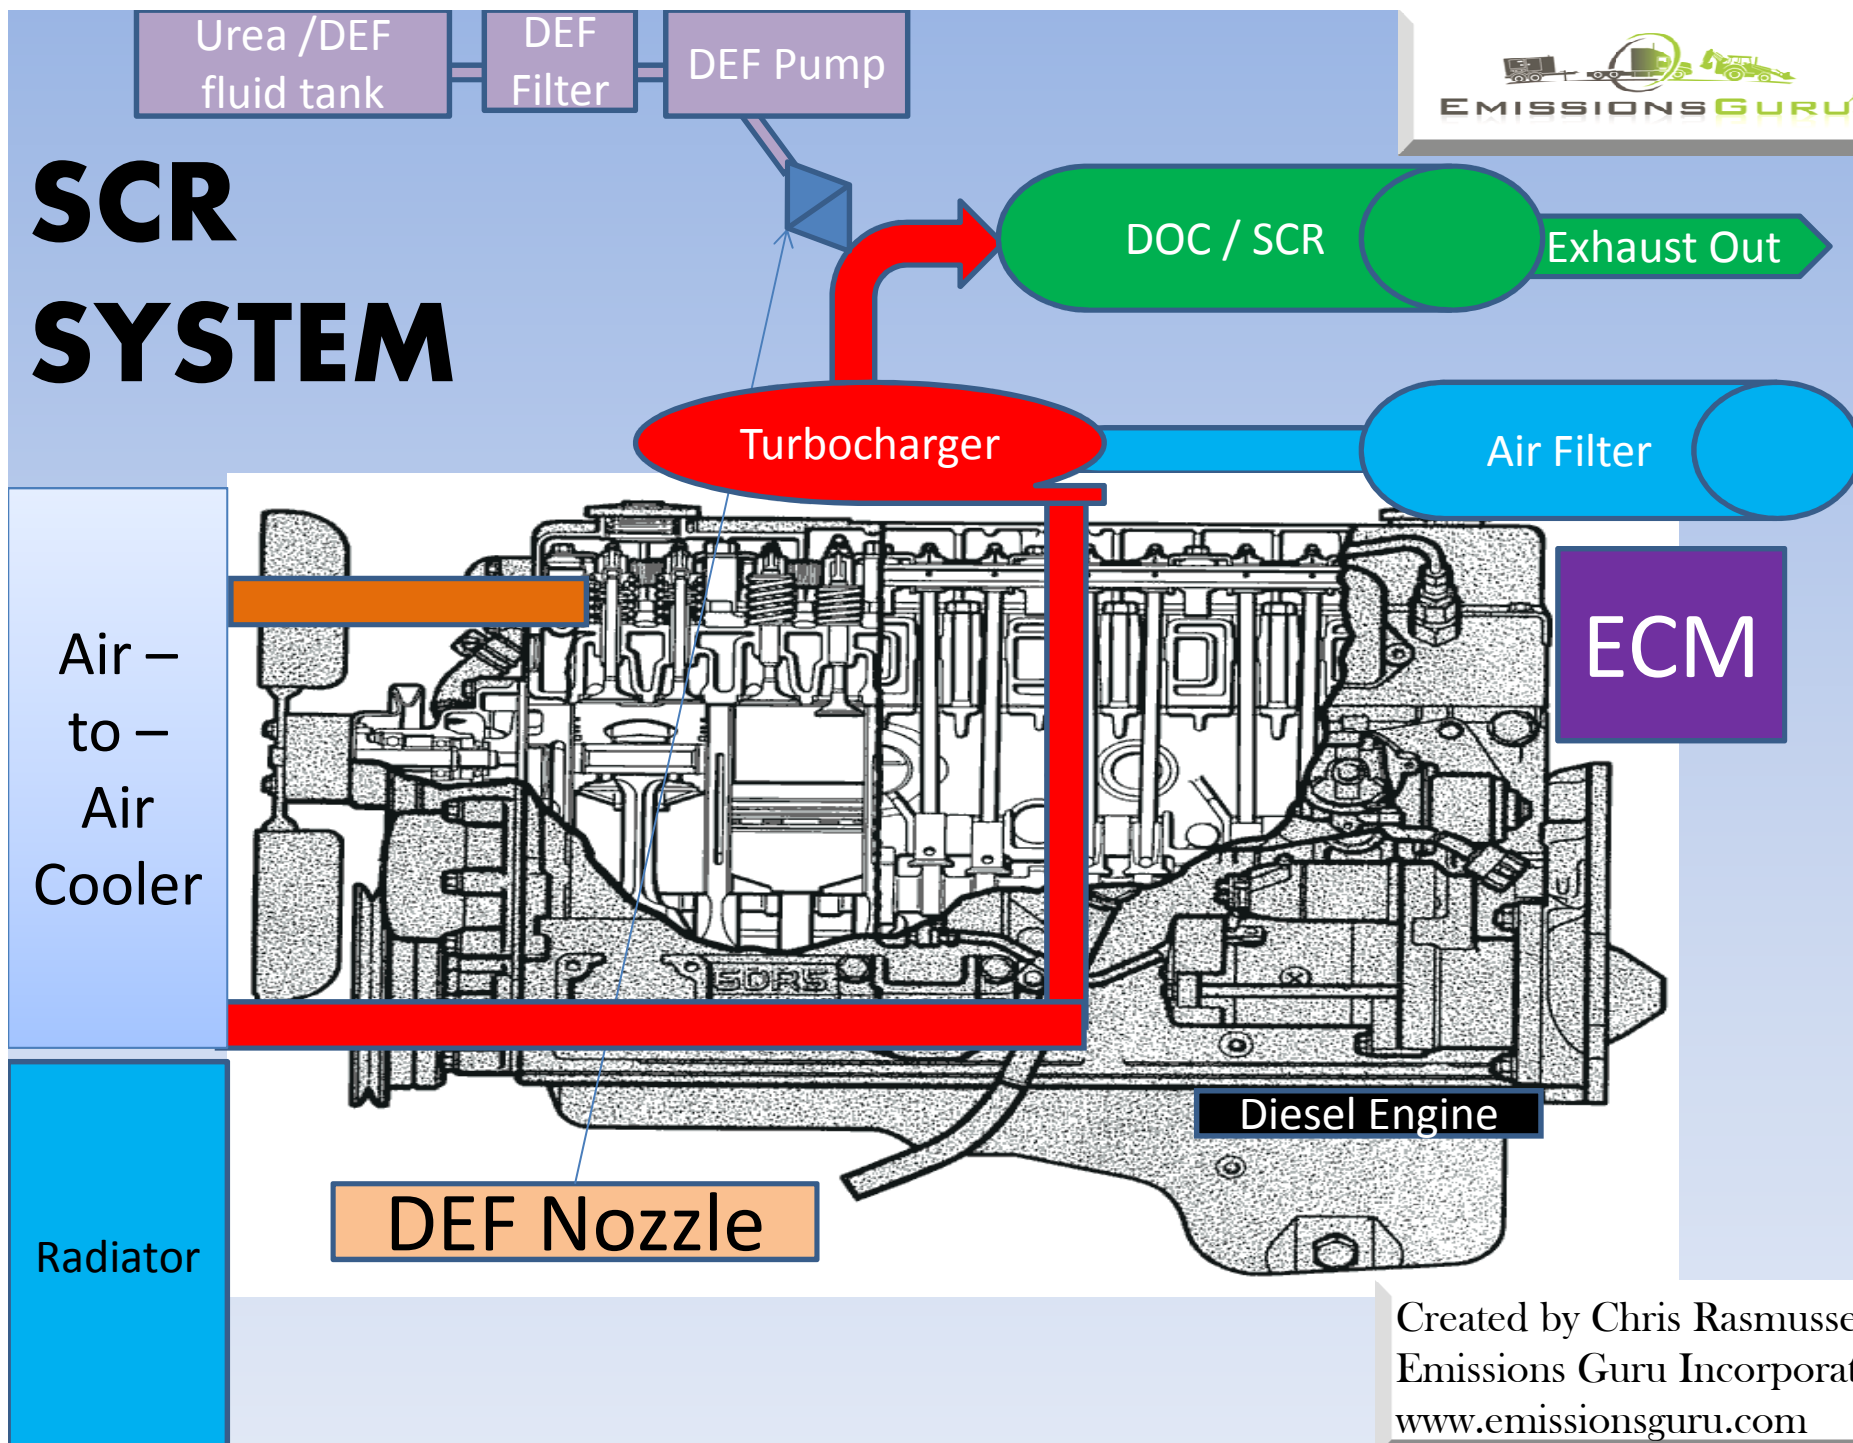 Urea /DEF
fluid tank
DEF
Filter
DEF Pump
EMISSIONSGURU
SCR
SYSTEM
DOC / SCR
Exhaust Out
Turbocharger
Air Filter
Air –
to –
Air
Cooler
ECM
SDRS
Diesel Engine
DEF Nozzle
Radiator
Created by Chris Rasmusse
Emissions Guru Incorporat
www.emissionsguru.com